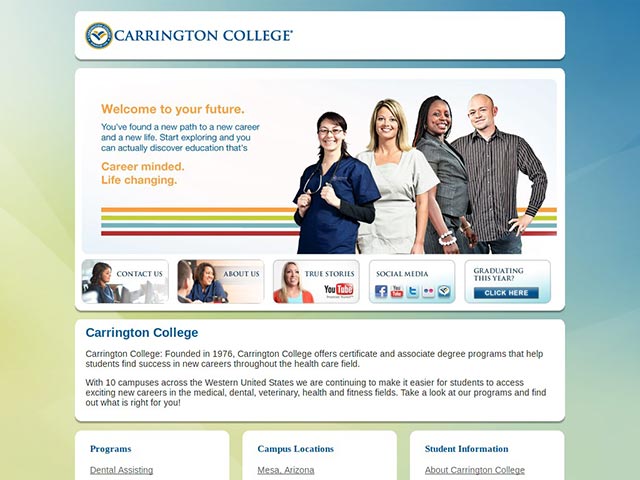 CARRINGTON COLLEGE®
Welcome to your future.
You've found a new path to a new career
and a new life. Start exploring and you
can actually discover education that's
Career minded.
Life changing.
CONTACT US
ABOUT US
TRUE STORIES
YouTube
SOCIAL MEDIA
GRADUATING
THIS YEAR?
CLICK HERE
Carrington College
Carrington College: Founded in 1976, Carrington College offers certificate and associate degree programs that help
students find success in new careers throughout the health care field.
With 10 campuses across the Western United States we are continuing to make it easier for students to access
exciting new careers in the medical, dental, veterinary, health and fitness fields. Take a look at our programs and find
out what is right for you!
Programs
Dental Assisting
Campus Locations
Mesa, Arizona
Student Information
About Carrington College